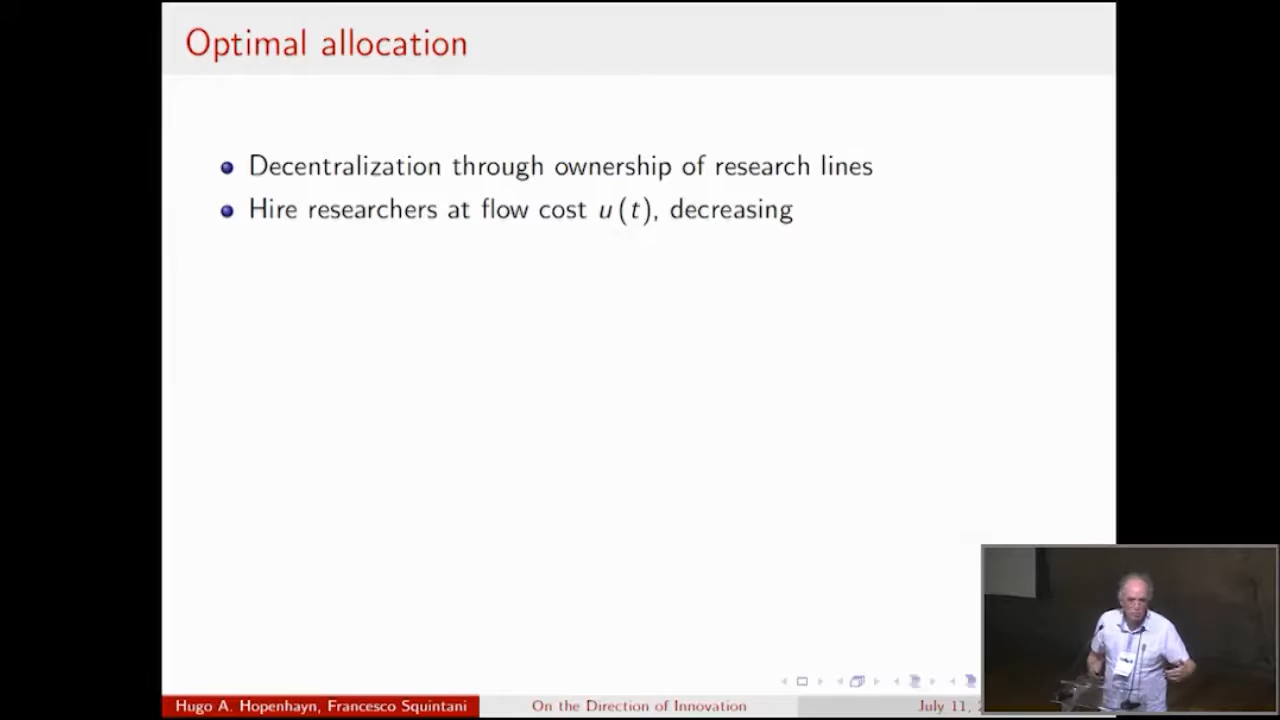 Optimal allocation
Decentralization through ownership of research lines
Hire researchers at flow cost u(t), decreasing
Hugo A. Hopenhayn, Francesco Squintani
On the Direction of Innovation
July 11,